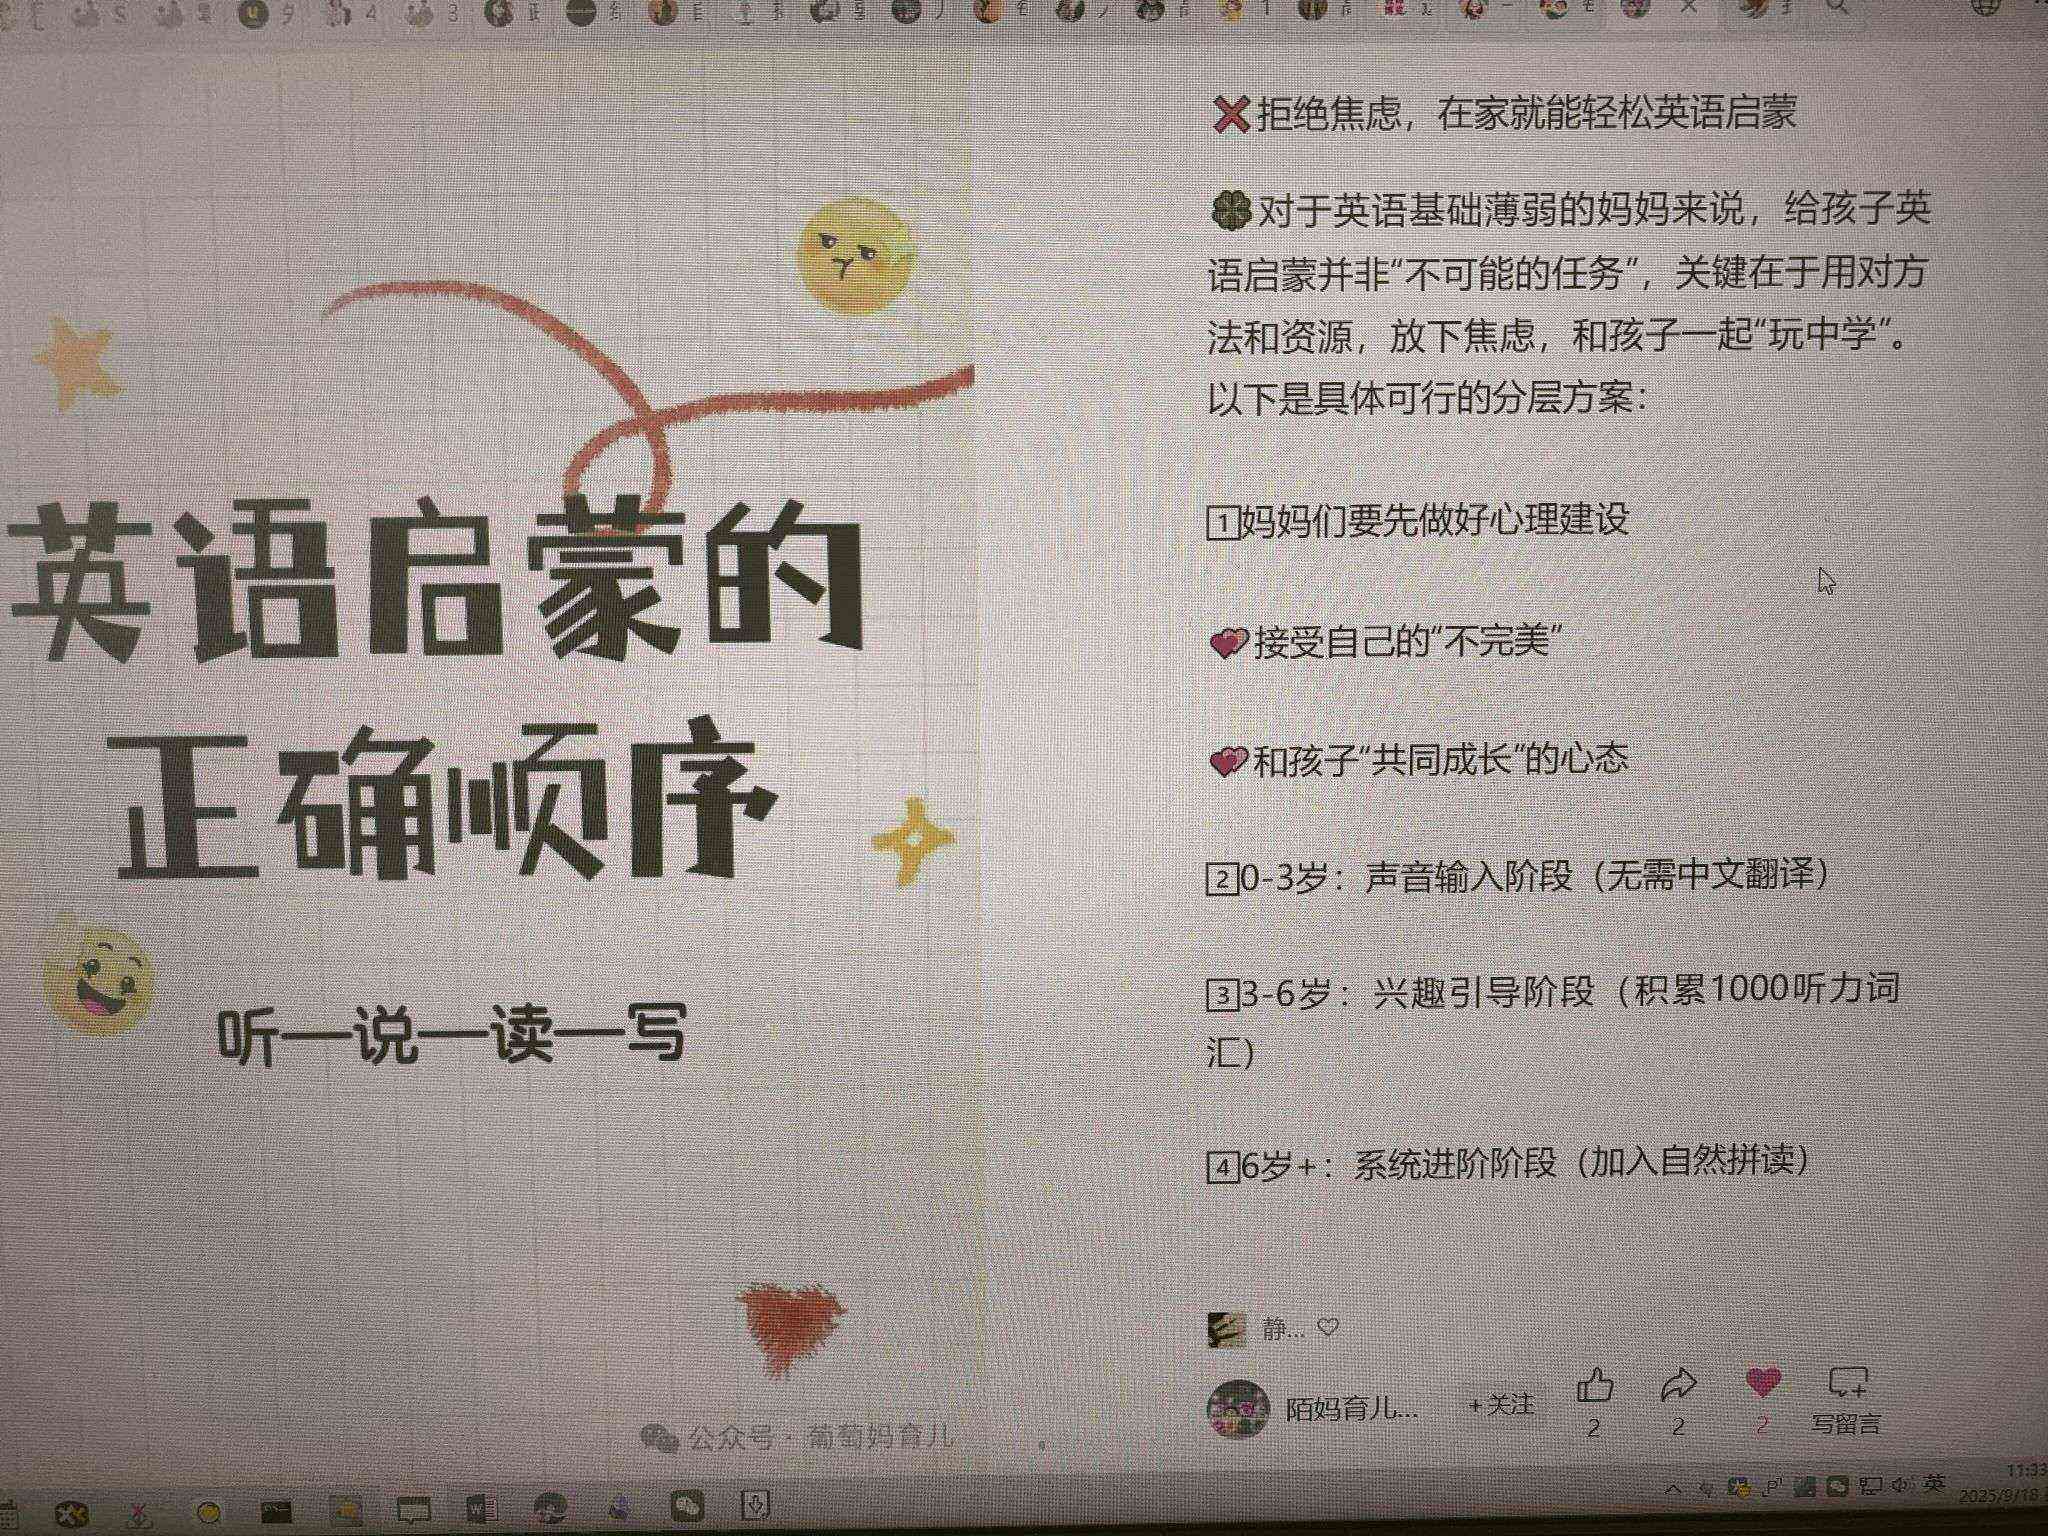 英语启蒙的
正确顺序
听—说—读—写
公众号·葡萄妈育儿
❌拒绝焦虑，在家就能轻松英语启蒙
🍀对于英语基础薄弱的妈妈来说，给孩子英
语启蒙并非“不可能的任务”，关键在于用对方
法和资源，放下焦虑，和孩子一起“玩中学”。
以下是具体可行的分层方案：
1️⃣妈妈们要先做好心理建设
💕接受自己的“不完美”
💕和孩子“共同成长”的心态
2️⃣0-3岁：声音输入阶段（无需中文翻译）
3️⃣3-6岁：兴趣引导阶段（积累1000听力词
汇）
4️⃣6岁+：系统进阶阶段（加入自然拼读）
静...
陌妈育儿... +关注 2 2 2 写留言
英 11:33
2025/9/18